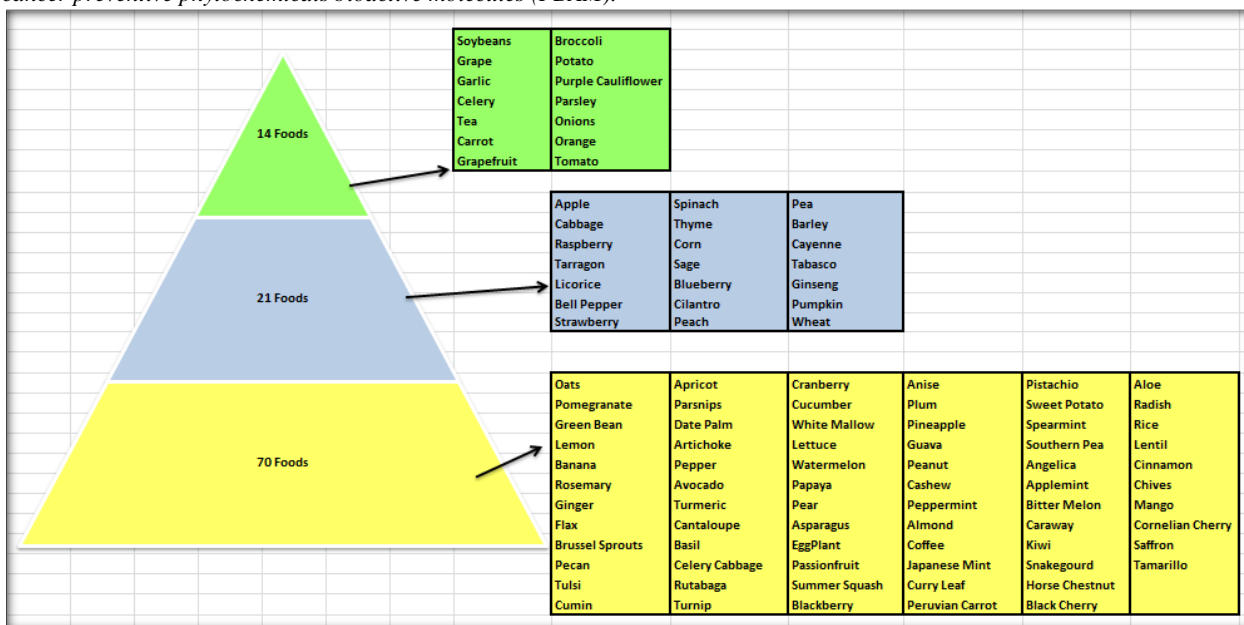 cancer preventive phytochemicals bioactive molecules (PLAM).
Soybeans Broccoli
Grape Potato
Garlic Purple Cauliflower
Celery Parsley
Tea Onions
Carrot Orange
Grapefruit Tomato
14 Foods
Apple Spinach Pea
Cabbage Thyme Barley
Raspberry Corn Cayenne
Tarragon Sage Tabasco
Licorice Blueberry Ginseng
Bell Pepper Cilantro Pumpkin
Strawberry Peach Wheat
21 Foods
Oats Apricot Cranberry Anise Pistachio Aloe
Pomegranate Parsnips Cucumber Plum Sweet Potato Radish
Green Bean Date Palm White Mallow Pineapple Spearmint Rice
Lemon Artichoke Lettuce Guava Southern Pea Lentil
Banana Pepper Watermelon Peanut Angelica Cinnamon
Rosemary Avocado Papaya Cashew Applemint Chives
Ginger Turmeric Pear Peppermint Bitter Melon Mango
Flax Cantaloupe Asparagus Almond Caraway Cornelian Cherry
Brussel Sprouts Basil EggPlant Coffee Kiwi Saffron
Pecan Celery Cabbage Passionfruit Japanese Mint Snakegourd Tamarillo
Tulsi Rutabaga Summer Squash Curry Leaf Horse Chestnut
Cumin Turnip Blackberry Peruvian Carrot Black Cherry
70 Foods